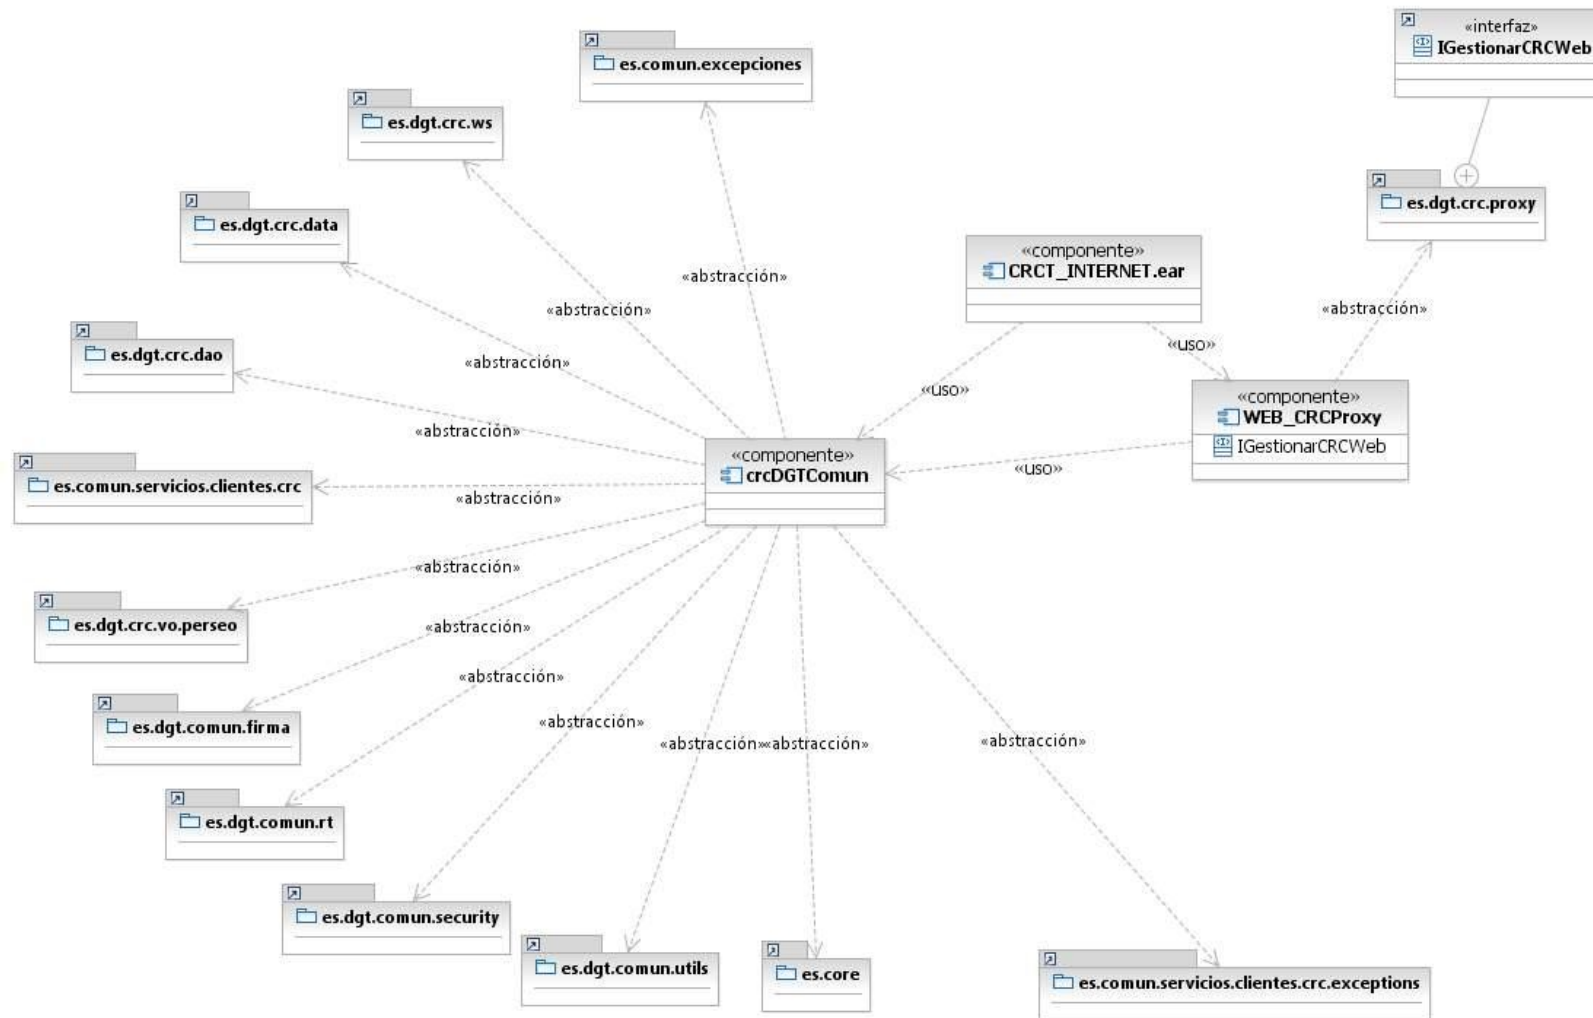 «interfaz»
IGestionarCRCWeb
es.comun.excepciones
es.dgt.crc.ws
es.dgt.crc.proxy
es.dgt.crc.data
«componente»
CRCT_INTERNET.ear
«abstracción»
«abstracción»
«abstracción»
«uso»
es.dgt.crc.dao
«abstracción»
«uso»
«componente»
WEB_CRCProxy
IGestionarCRCWeb
«abstracción»
«componente»
crcDGTComun
«uso»
es.comun.servicios.clientes.crc
«abstracción»
«abstracción»
es.dgt.crc.vo.perseo
«abstracción»
«abstracción»
es.dgt.comun.firma
«abstracción»
«abstracción»
«abstracción»
«abstracción»
es.dgt.comun.rt
es.dgt.comun.security
es.dgt.comun.utils
es.core
es.comun.servicios.clientes.crc.exceptions